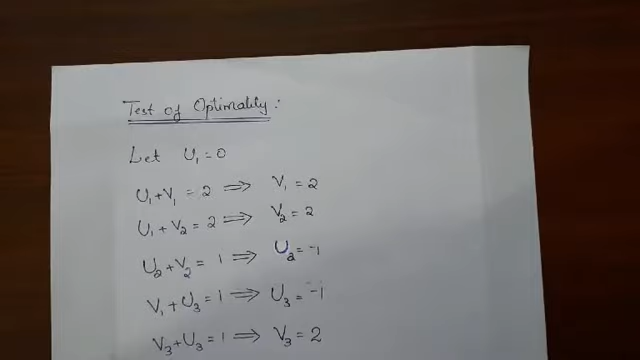 Test of Optimality:
Let U₁ = 0
U₁ + V₁ = 2 ⇒ V₁ = 2
U₁ + V₂ = 2 ⇒ V₂ = 2
U₂ + V₂ = 1 ⇒ U₂ = -1
V₁ + U₃ = 1 ⇒ U₃ = -1
V₃ + U₃ = 1 ⇒ V₃ = 2